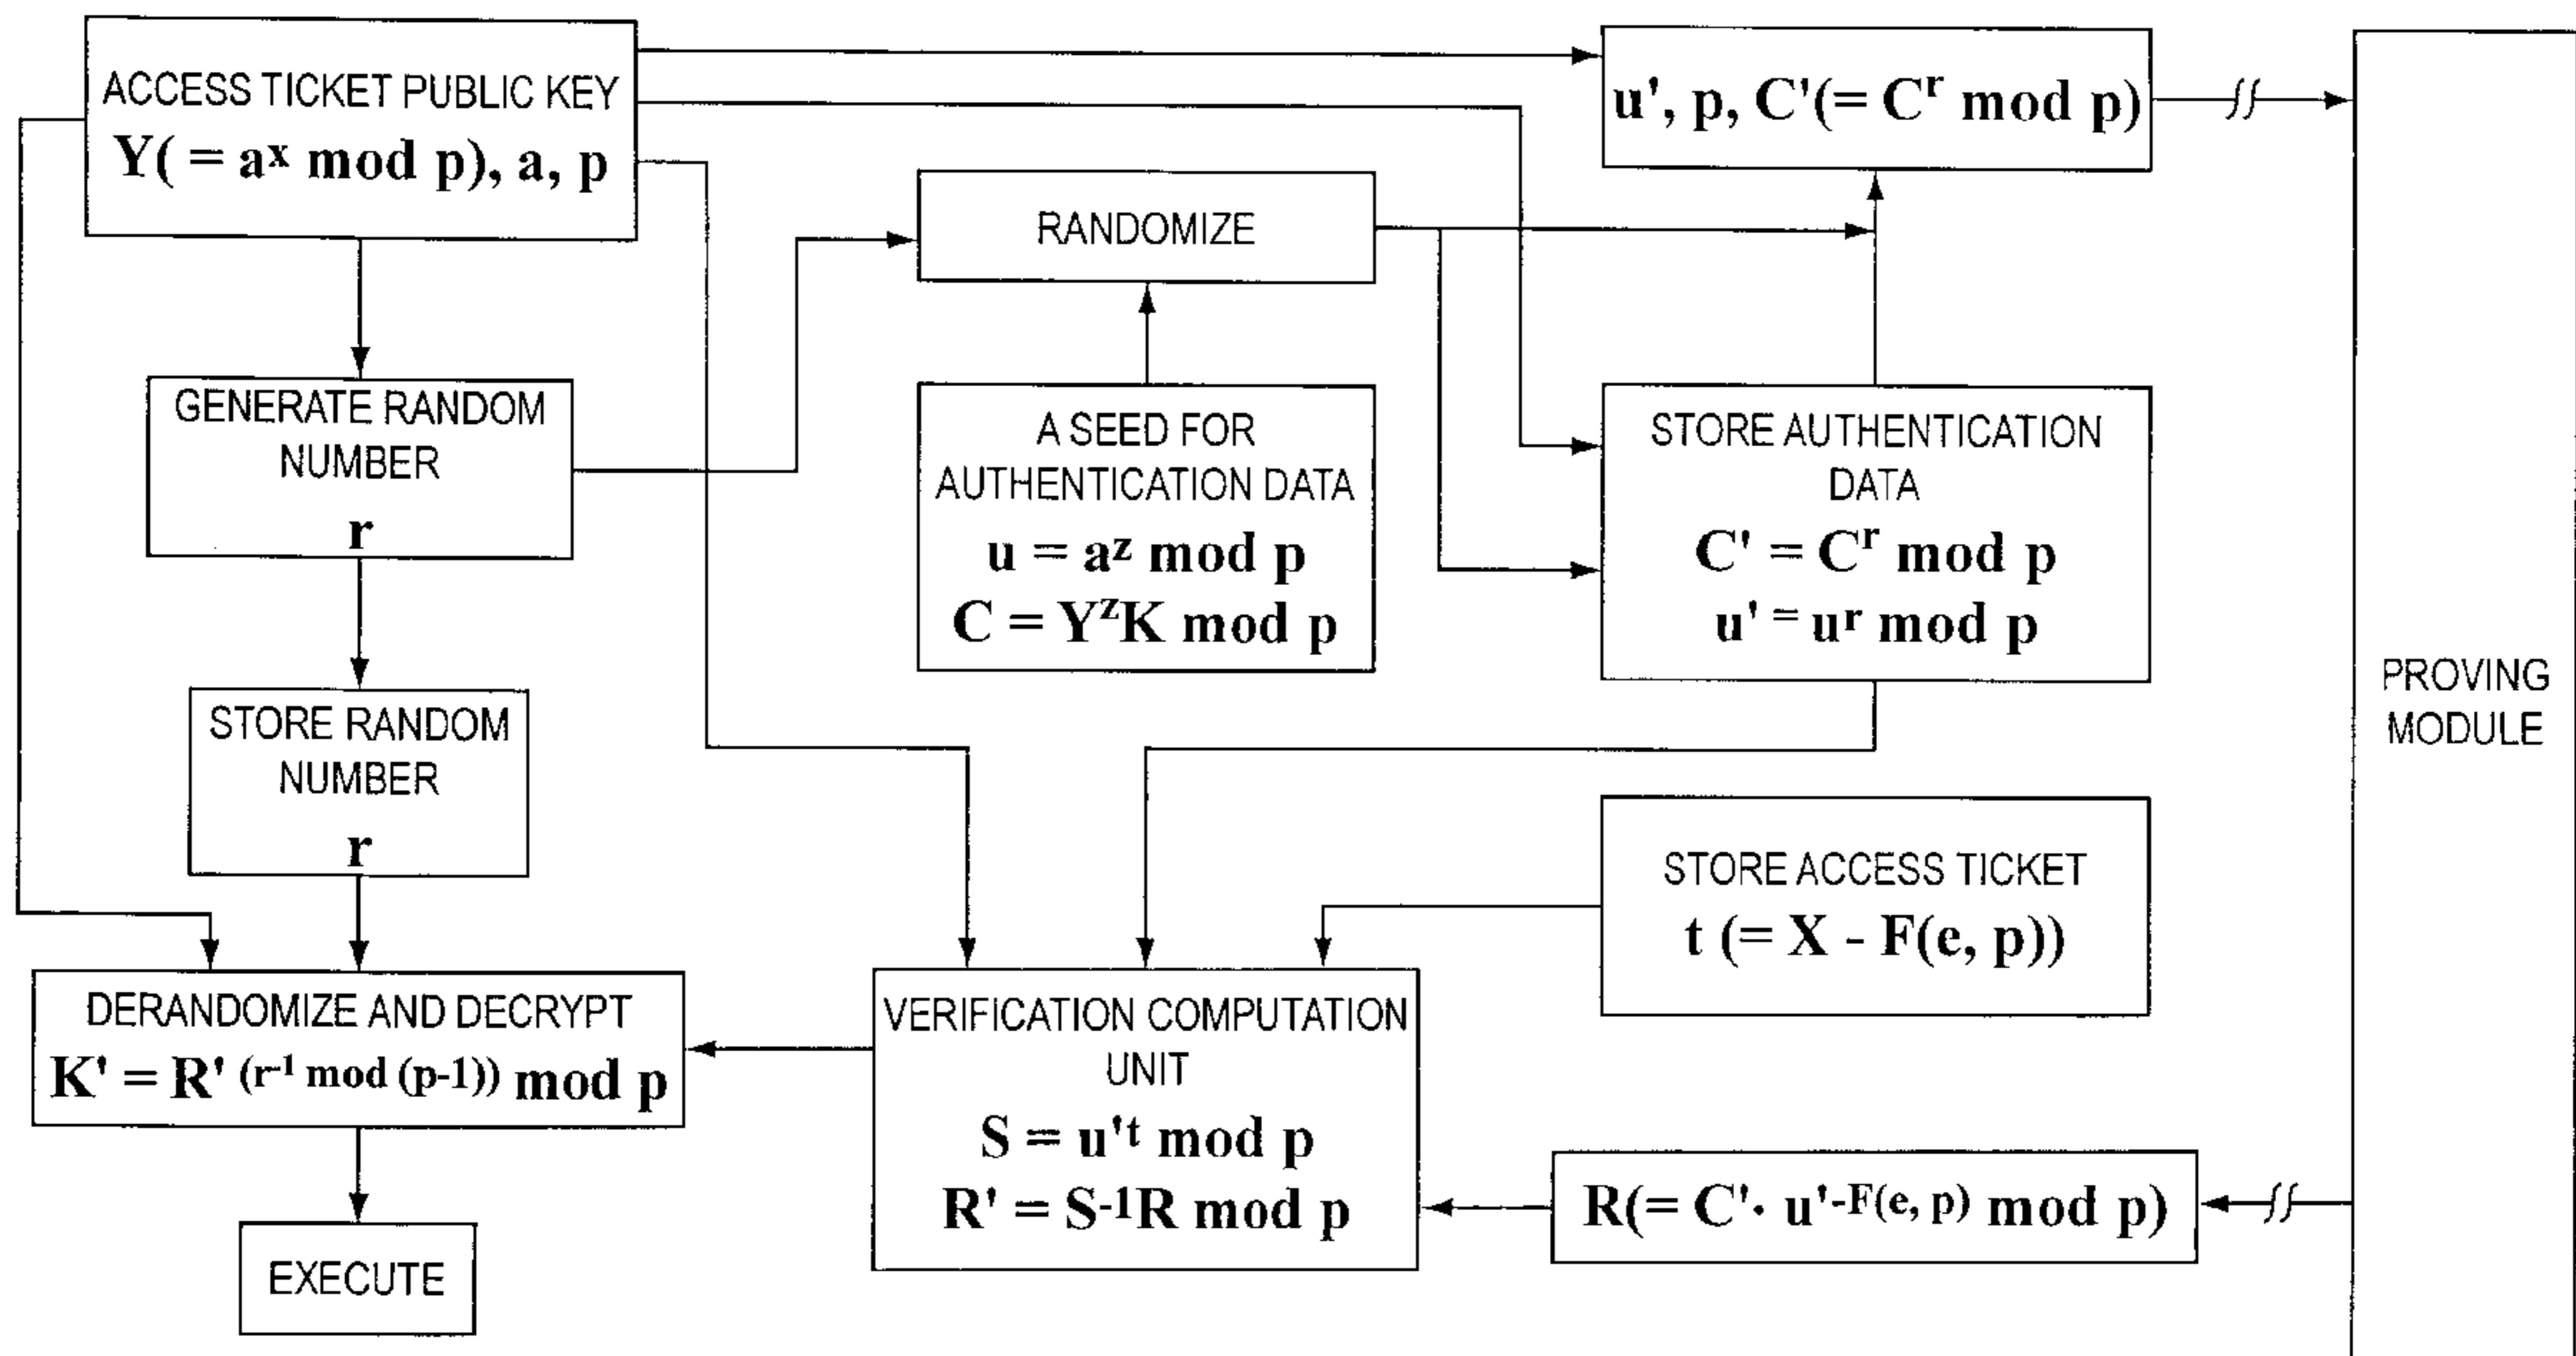 ACCESS TICKET PUBLIC KEY
Y( = aˣ mod p), a, p
u', p, C'(= Cʳ mod p)
RANDOMIZE
GENERATE RANDOM
NUMBER
r
A SEED FOR
AUTHENTICATION DATA
u = aᶻ mod p
C = YᶻK mod p
STORE AUTHENTICATION
DATA
C' = Cʳ mod p
u' = uʳ mod p
PROVING
MODULE
STORE RANDOM
NUMBER
r
STORE ACCESS TICKET
t (= X - F(e, p))
DERANDOMIZE AND DECRYPT
K' = R' ^(r⁻¹ mod (p-1)) mod p
VERIFICATION COMPUTATION
UNIT
S = u'ᵗ mod p
R' = S⁻¹R mod p
R(= C'· u'^-F(e, p) mod p)
EXECUTE